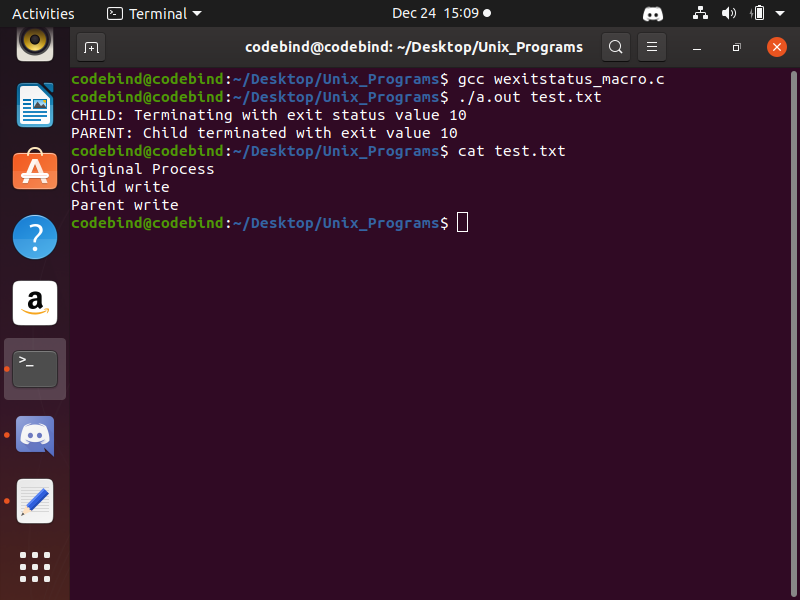 Activities Terminal Dec 24 15:09
codebind@codebind: ~/Desktop/Unix_Programs
codebind@codebind:~/Desktop/Unix_Programs$ gcc wexitstatus_macro.c
codebind@codebind:~/Desktop/Unix_Programs$ ./a.out test.txt
CHILD: Terminating with exit status value 10
PARENT: Child terminated with exit value 10
codebind@codebind:~/Desktop/Unix_Programs$ cat test.txt
Original Process
Child write
Parent write
codebind@codebind:~/Desktop/Unix_Programs$
?
a
>_